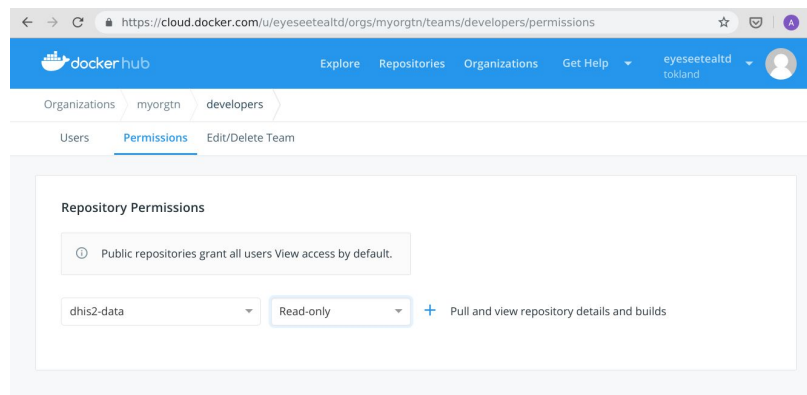 https://cloud.docker.com/u/eyeseetealtd/orgs/myorgtn/teams/developers/permissions A
dockerhub Explore Repositories Organizations Get Help eyeseetealtd
tokland
Organizations myorgtn developers
Users Permissions Edit/Delete Team
Repository Permissions
Public repositories grant all users View access by default.
dhis2-data Read-only + Pull and view repository details and builds